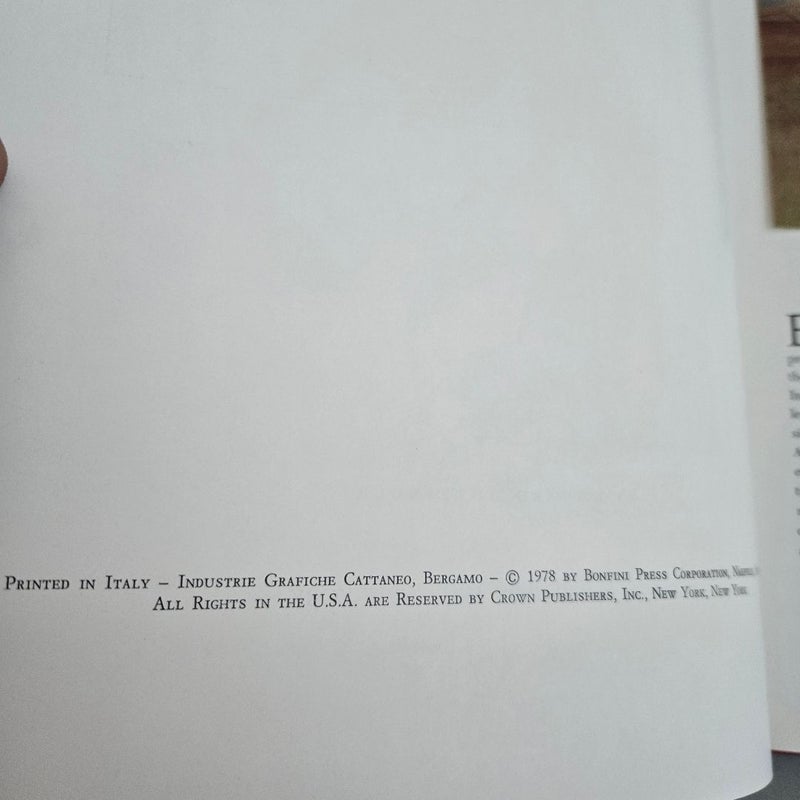 Printed in Italy – Industrie Grafiche Cattaneo, Bergamo – © 1978 by Bonfini Press Corporation,
All Rights in the U.S.A. are Reserved by Crown Publishers, Inc., New York, New York